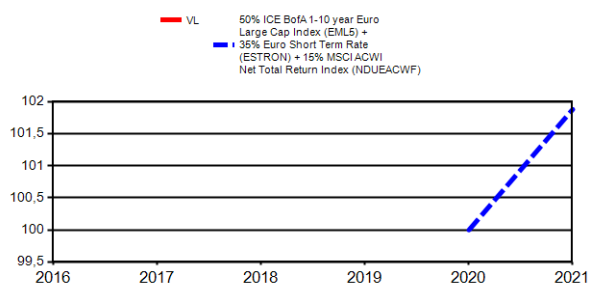 VL
50% ICE BofA 1-10 year Euro
Large Cap Index (EML5) +
35% Euro Short Term Rate
(ESTRON) + 15% MSCI ACWI
Net Total Return Index (NDUEACWF)
102
101,5
101
100,5
100
99,5
2016 2017 2018 2019 2020 2021